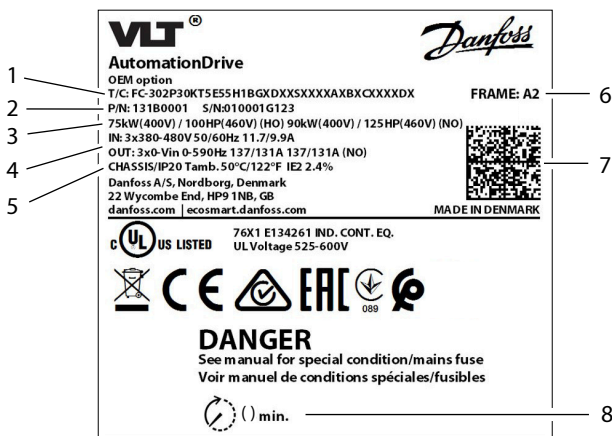 VLT ®
Danfoss
AutomationDrive
OEM option
1
T/C: FC-302P30KT5E55H1BGXDXXSXXXXAXBXCXXXXDX
FRAME: A2
6
2
P/N: 131B0001 S/N:010001G123
3
75kW(400V) / 100HP(460V) (HO) 90kW(400V) / 125HP(460V) (NO)
IN: 3x380-480V 50/60Hz 11.7/9.9A
4
OUT: 3x0-Vin 0-590Hz 137/131A 137/131A (NO)
7
5
CHASSIS/IP20 Tamb. 50°C/122°F IE2 2.4%
Danfoss A/S, Nordborg, Denmark
22 Wycombe End, HP9 1NB, GB
danfoss.com | ecosmart.danfoss.com
MADE IN DENMARK
C UL US LISTED
76X1 E134261 IND. CONT. EQ.
UL Voltage 525-600V
CE
EAC
089
DANGER
See manual for special condition/mains fuse
Voir manuel de conditions spéciales/fusibles
( ) min.
8